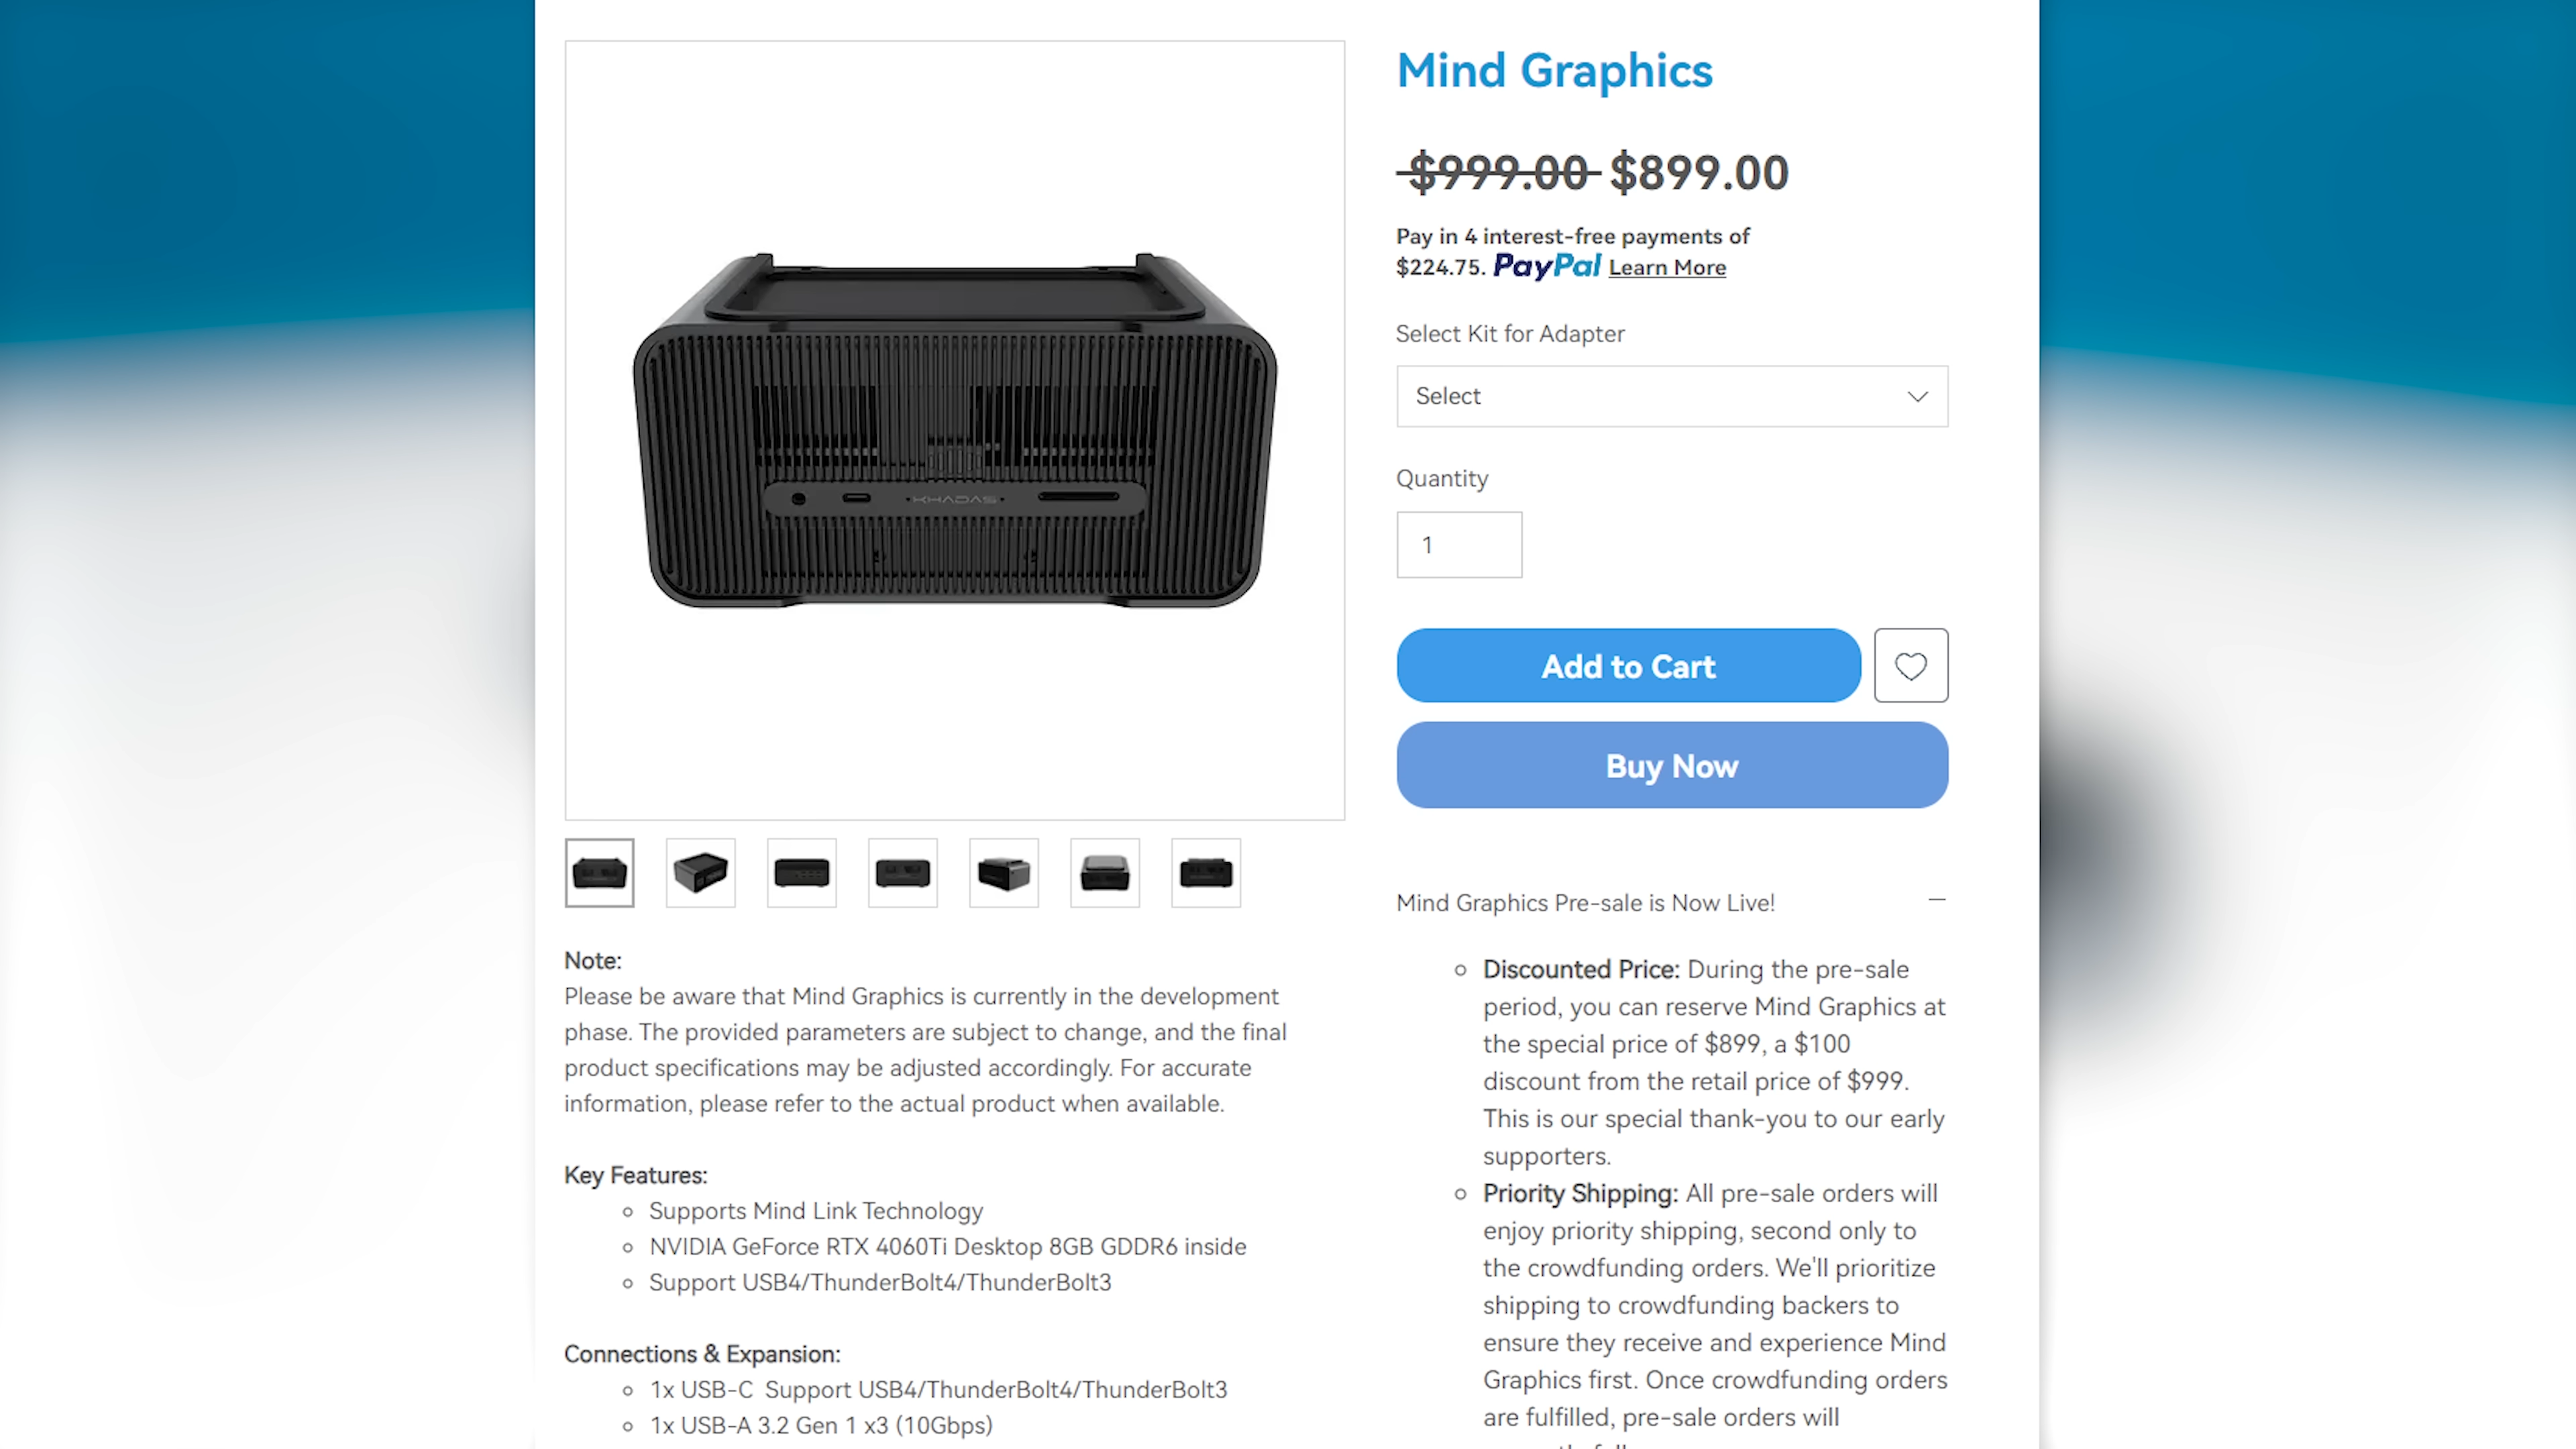 Mind Graphics
$999.00 $899.00
Pay in 4 interest-free payments of
$224.75. PayPal Learn More
Select Kit for Adapter
Select
Quantity
1
Add to Cart
Buy Now
KHADAS
Note:
Please be aware that Mind Graphics is currently in the development
phase. The provided parameters are subject to change, and the final
product specifications may be adjusted accordingly. For accurate
information, please refer to the actual product when available.
Key Features:
Supports Mind Link Technology
NVIDIA GeForce RTX 4060Ti Desktop 8GB GDDR6 inside
Support USB4/ThunderBolt4/ThunderBolt3
Connections & Expansion:
1x USB-C Support USB4/ThunderBolt4/ThunderBolt3
1x USB-A 3.2 Gen 1 x3 (10Gbps)
Mind Graphics Pre-sale is Now Live!
Discounted Price: During the pre-sale
period, you can reserve Mind Graphics at
the special price of $899, a $100
discount from the retail price of $999.
This is our special thank-you to our early
supporters.
Priority Shipping: All pre-sale orders will
enjoy priority shipping, second only to
the crowdfunding orders. We'll prioritize
shipping to crowdfunding backers to
ensure they receive and experience Mind
Graphics first. Once crowdfunding orders
are fulfilled, pre-sale orders will